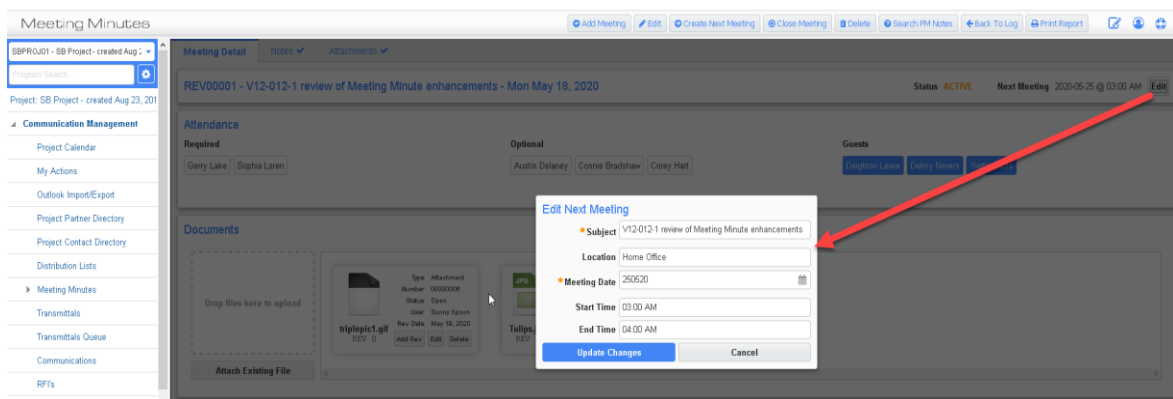 Meeting Minutes
Add Meeting Edit Create Next Meeting Close Meeting Delete Search PM Notes Back To Log Print Report
SBPROJ01 - SB Project - created Aug
Program Search...
Project: SB Project - created Aug 23, 201
Communication Management
Project Calendar
My Actions
Outlook Import/Export
Project Partner Directory
Project Contact Directory
Distribution Lists
Meeting Minutes
Transmittals
Transmittals Queue
Communications
RFI's
Meeting Detail Notes Attachments
REV00001 - V12-012-1 review of Meeting Minute enhancements - Mon May 18, 2020
Status ACTIVE Next Meeting 2020-05-25 @ 03:00 AM Edit
Attendance
Required Optional Guests
Gerry Lake Sophia Loren Austin Delaney Connie Bradshaw Corey Hart Deighton Leves Delroy Nevers
Documents
Drop files here to upload
Attach Existing File
Type Attachment
Number 00000006
Status Open
User Sunny Spoon
Rev Date May 19, 2020
triplepic1.gif
REV 0
Add Rev Edit Delete
JPG
Tulips.
REV
Edit Next Meeting
Subject V12-012-1 review of Meeting Minute enhancements
Location Home Office
Meeting Date 250520
Start Time 03:00 AM
End Time 04:00 AM
Update Changes Cancel